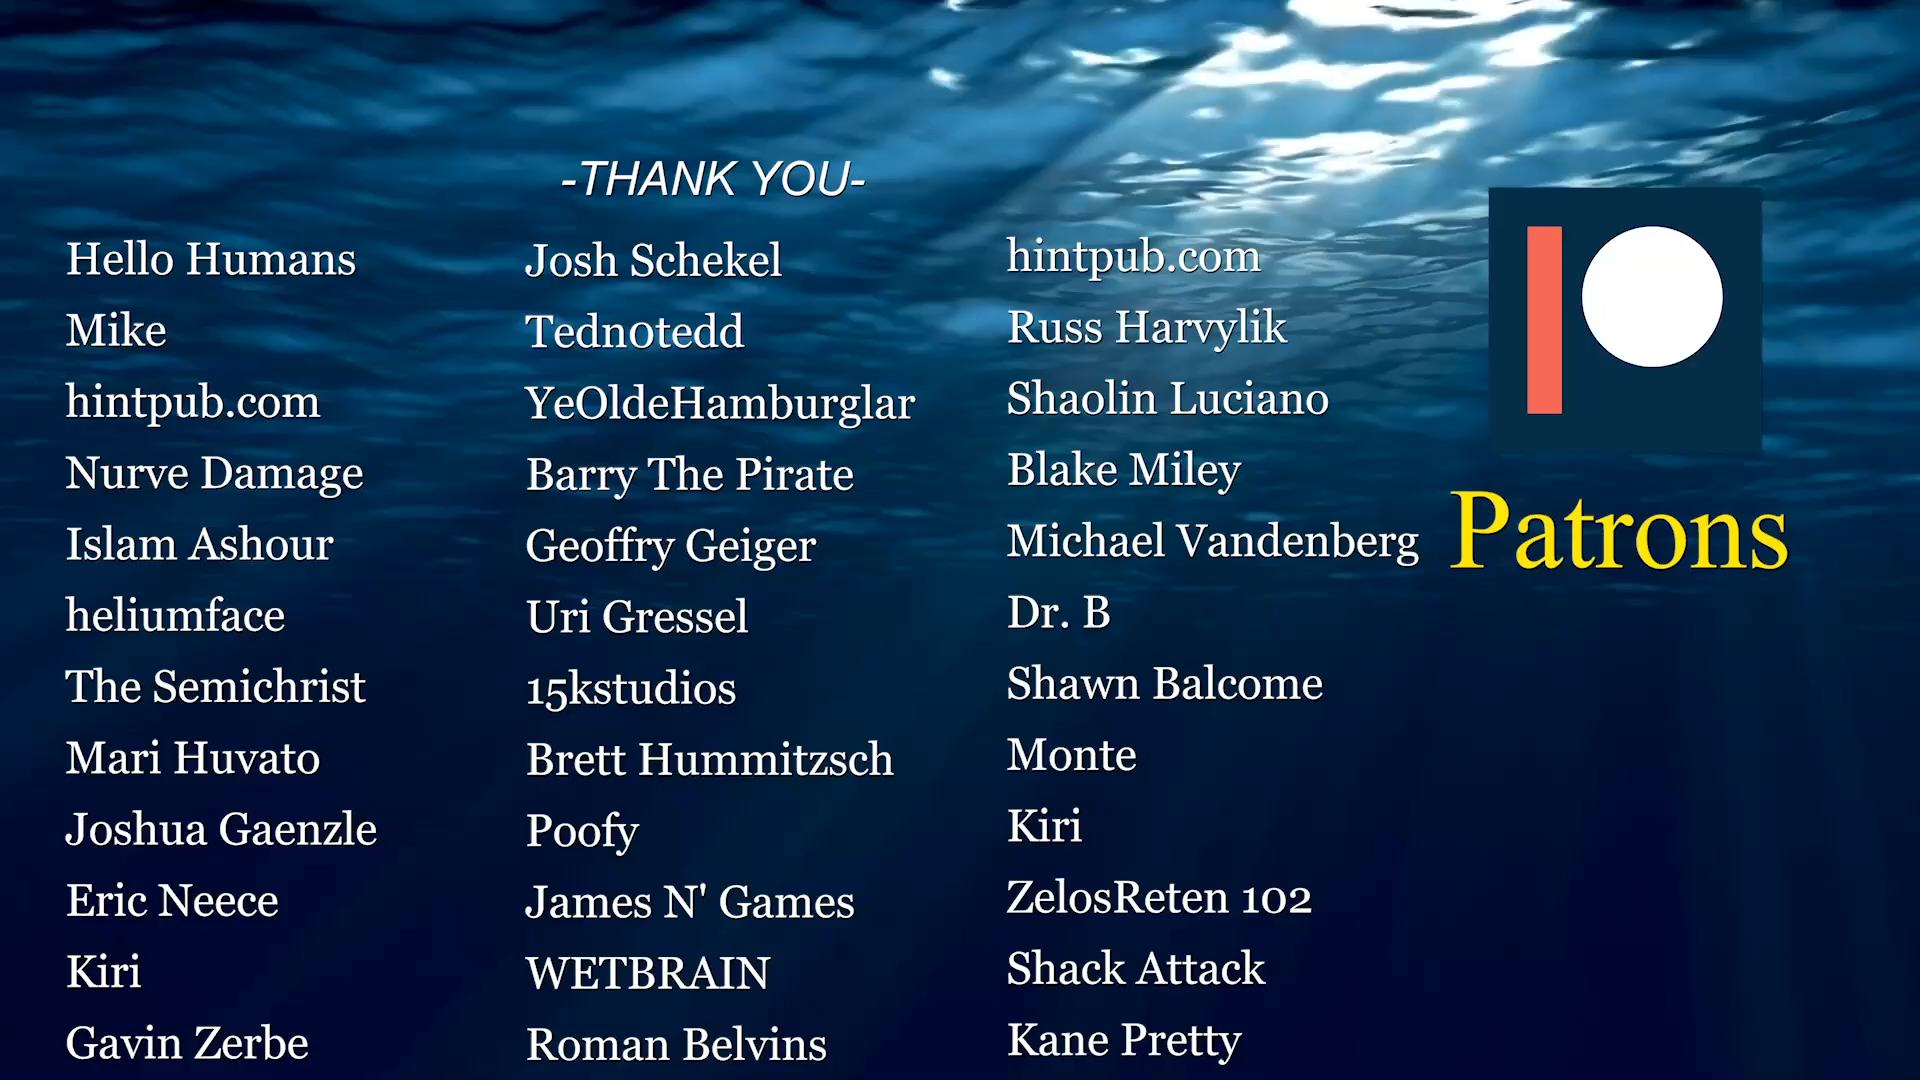 -THANK YOU-
Hello Humans
Mike
hintpub.com
Nurve Damage
Islam Ashour
heliumface
The Semichrist
Mari Huvato
Joshua Gaenzle
Eric Neece
Kiri
Gavin Zerbe
Josh Schekel
Tednotedd
YeOldeHamburglar
Barry The Pirate
Geoffry Geiger
Uri Gressel
15kstudios
Brett Hummitzsch
Poofy
James N' Games
WETBRAIN
Roman Belvins
hintpub.com
Russ Harvylik
Shaolin Luciano
Blake Miley
Michael Vandenberg
Dr. B
Shawn Balcome
Monte
Kiri
ZelosReten 102
Shack Attack
Kane Pretty
Patrons